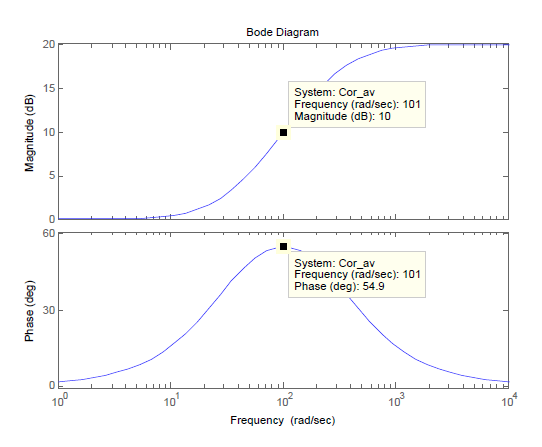 Bode Diagram
20
15
10
5
0
Magnitude (dB)
System: Cor_av
Frequency (rad/sec): 101
Magnitude (dB): 10
60
30
0
Phase (deg)
System: Cor_av
Frequency (rad/sec): 101
Phase (deg): 54.9
10^0 10^1 10^2 10^3 10^4
Frequency (rad/sec)